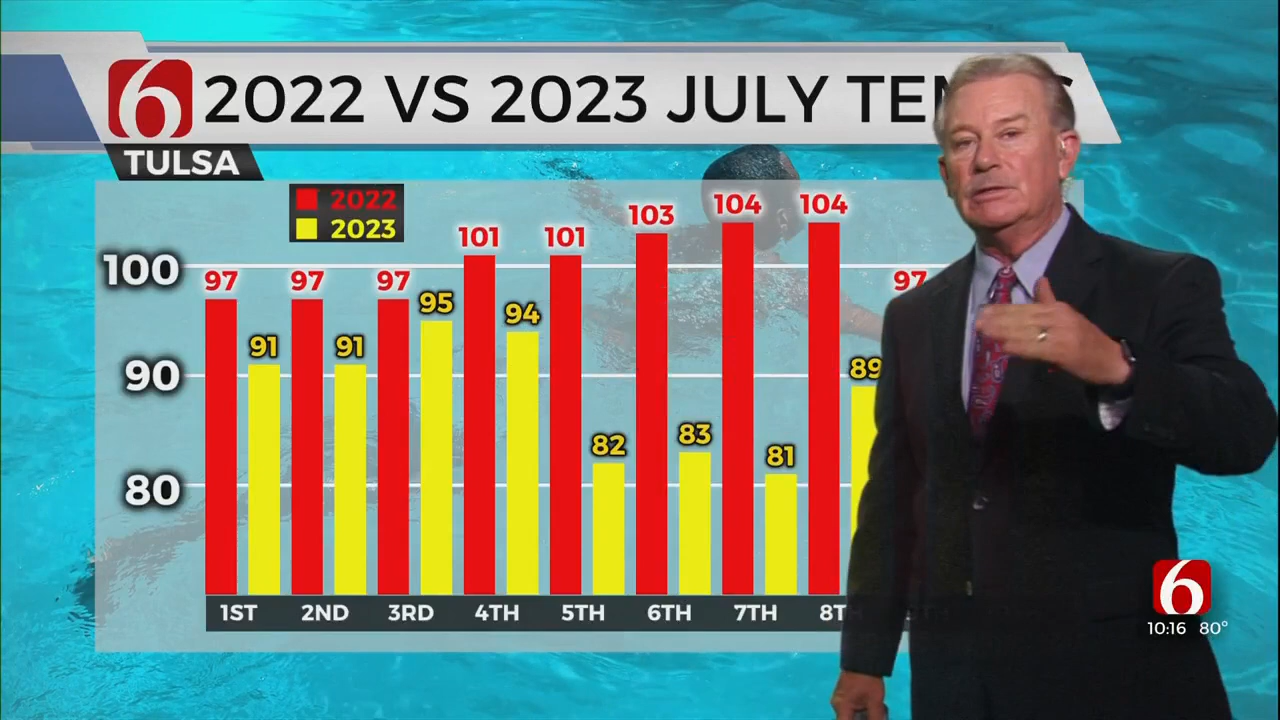 6 2022 VS 2023 JULY TE
TULSA
2022
2023
100
90
80
97 97 97 101 101 103 104 104 97
91 91 95 94 82 83 81 89
1ST 2ND 3RD 4TH 5TH 6TH 7TH 8T
6
10:16 80°